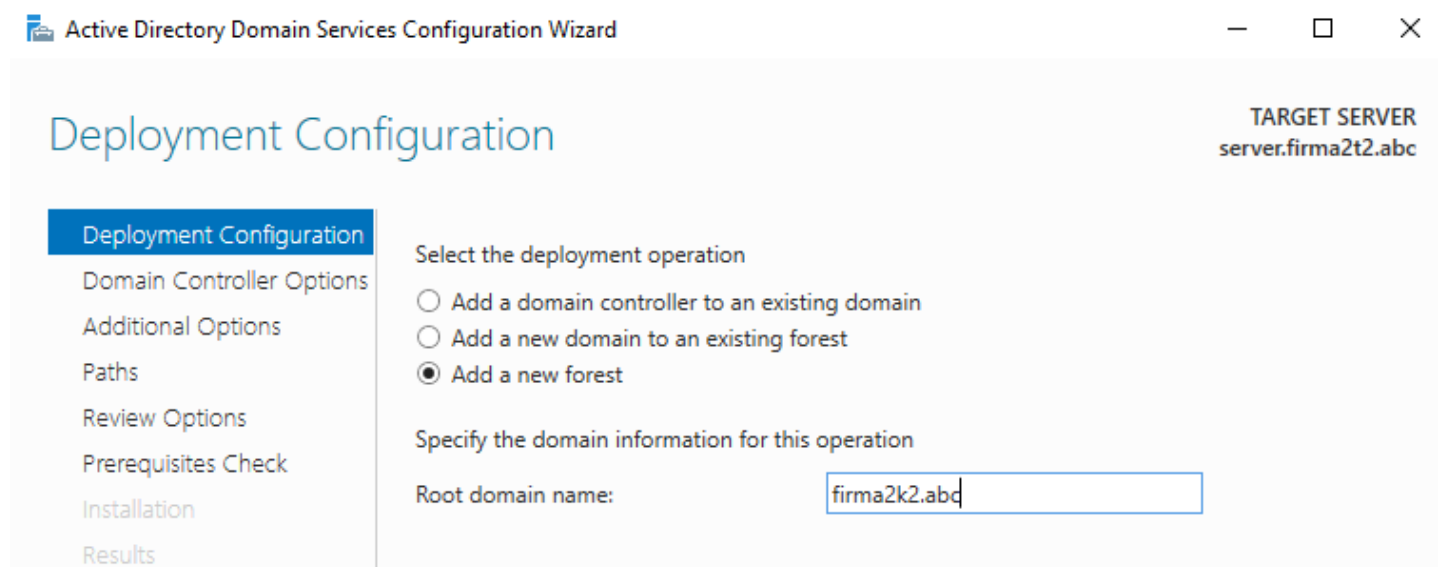 Active Directory Domain Services Configuration Wizard
Deployment Configuration
TARGET SERVER
server.firma2t2.abc
Deployment Configuration
Domain Controller Options
Additional Options
Paths
Review Options
Prerequisites Check
Installation
Results
Select the deployment operation
Add a domain controller to an existing domain
Add a new domain to an existing forest
Add a new forest
Specify the domain information for this operation
Root domain name: firma2k2.abc